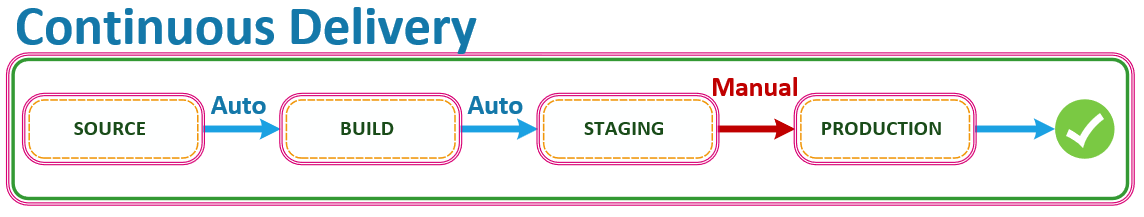 Continuous Delivery
Auto
Auto
Manual
SOURCE
BUILD
STAGING
PRODUCTION